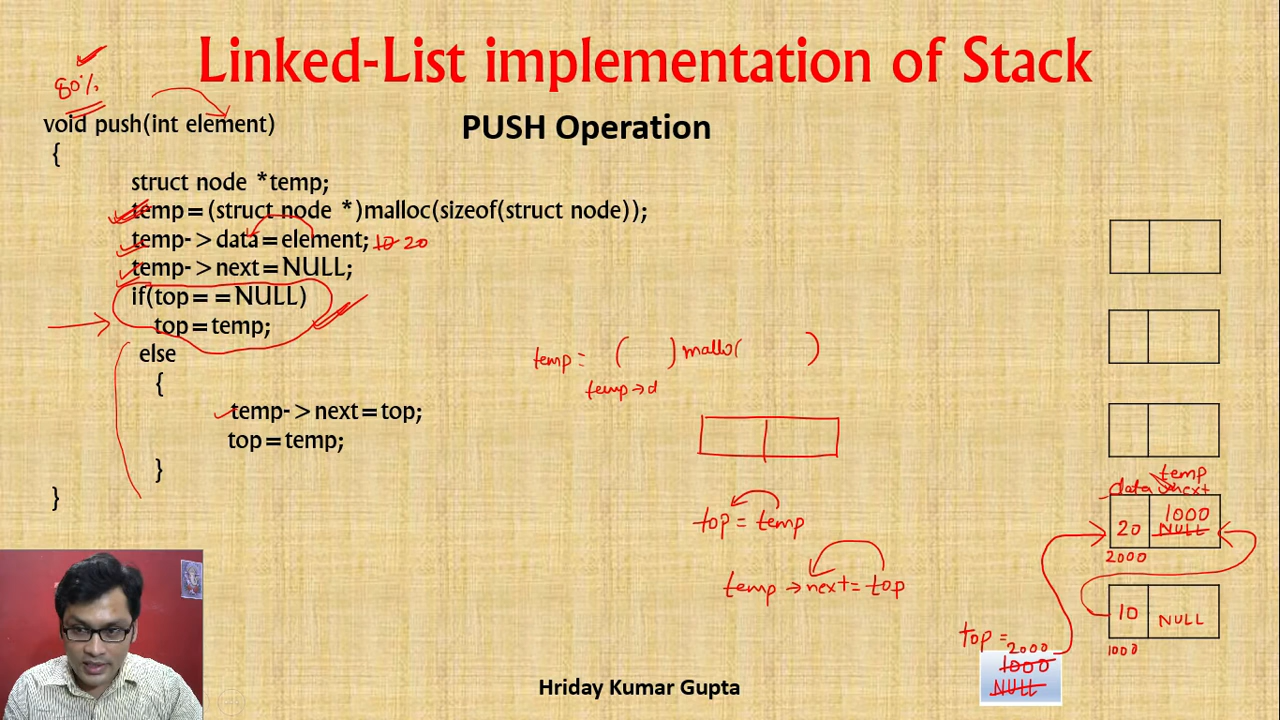 Linked-List implementation of Stack
80%
void push(int element)
PUSH Operation
{
struct node *temp;
temp=(struct node *)malloc(sizeof(struct node));
temp->data=element; 10 20
temp->next=NULL;
if(top==NULL)
top=temp;
else
{
temp->next=top;
top=temp;
}
}
temp = ( ) malloc( )
temp→d
top = temp
temp→next = top
temp
data next
20 1000
NULL
2000
10 NULL
1000
top =
2000
1000
NULL
Hriday Kumar Gupta